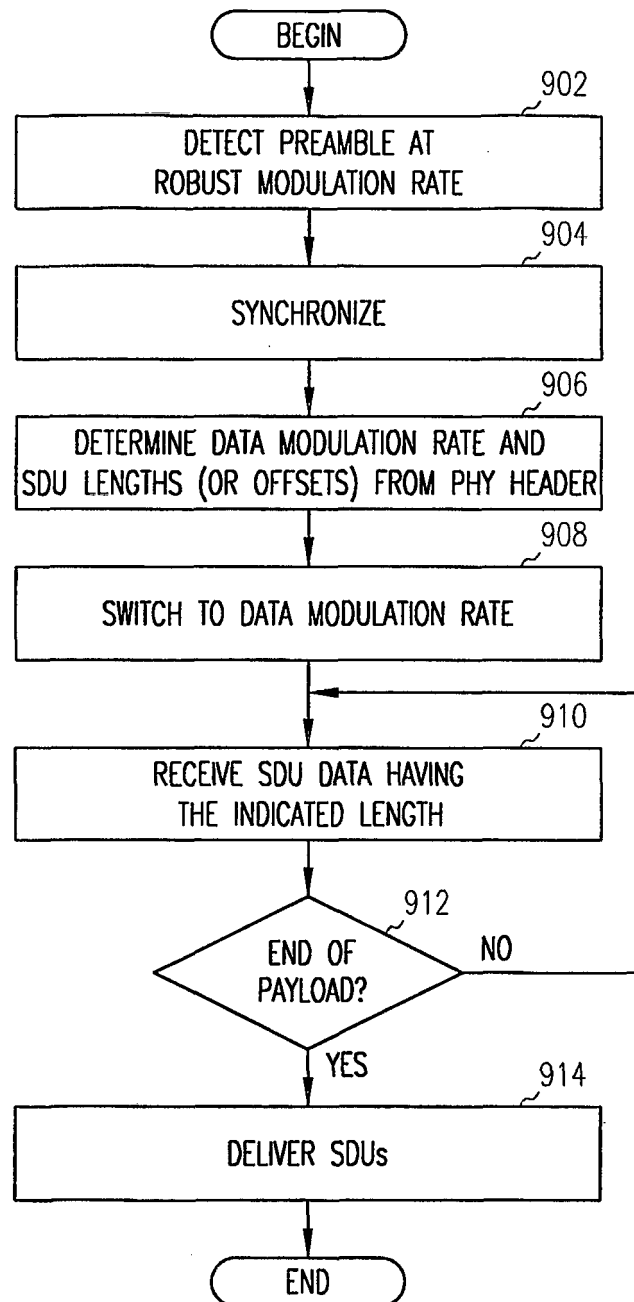 BEGIN
902
DETECT PREAMBLE AT
ROBUST MODULATION RATE
904
SYNCHRONIZE
906
DETERMINE DATA MODULATION RATE AND
SDU LENGTHS (OR OFFSETS) FROM PHY HEADER
908
SWITCH TO DATA MODULATION RATE
910
RECEIVE SDU DATA HAVING
THE INDICATED LENGTH
912
END OF
PAYLOAD?
NO
YES
914
DELIVER SDUs
END